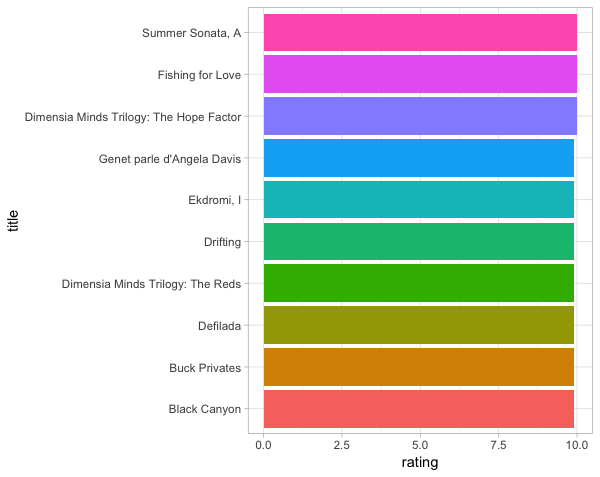 Summer Sonata, A
Fishing for Love
Dimensia Minds Trilogy: The Hope Factor
Genet parle d'Angela Davis
Ekdromi, I
Drifting
Dimensia Minds Trilogy: The Reds
Defilada
Buck Privates
Black Canyon
title
0.0 2.5 5.0 7.5 10.0
rating